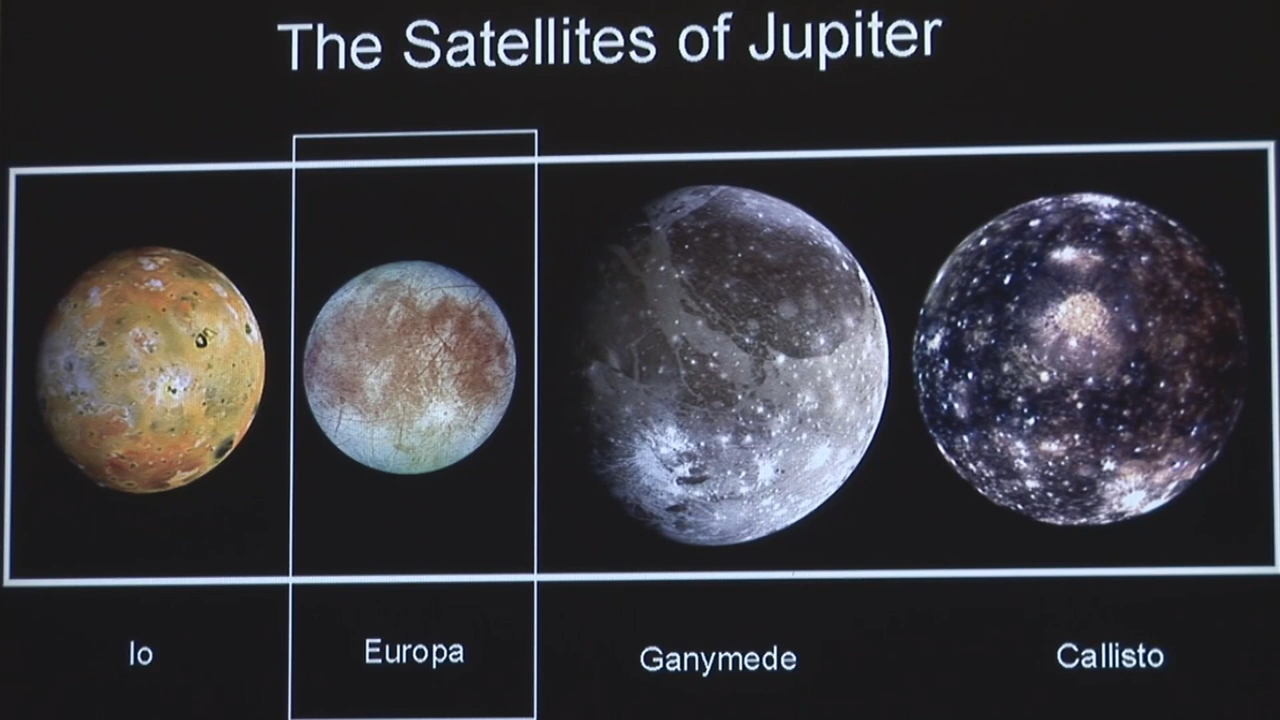 The Satellites of Jupiter
Io
Europa
Ganymede
Callisto